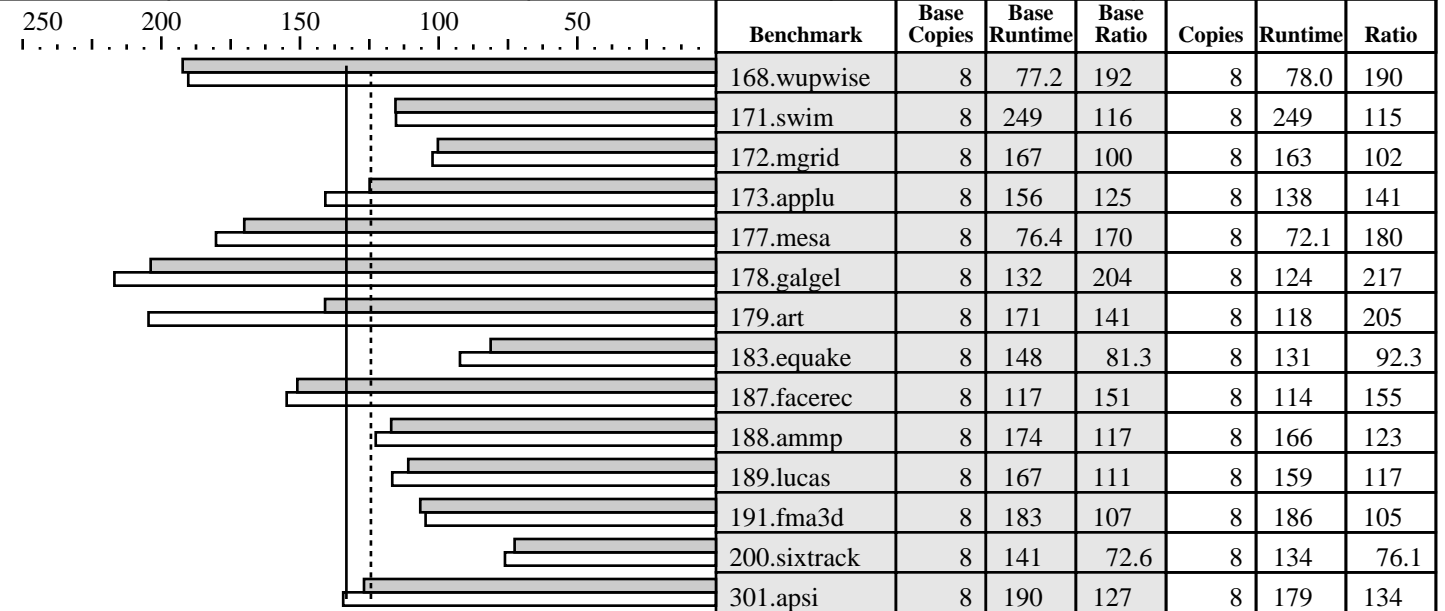 250 200 150 100 50
Benchmark Base Copies Base Runtime Base Ratio Copies Runtime Ratio
168.wupwise 8 77.2 192 8 78.0 190
171.swim 8 249 116 8 249 115
172.mgrid 8 167 100 8 163 102
173.applu 8 156 125 8 138 141
177.mesa 8 76.4 170 8 72.1 180
178.galgel 8 132 204 8 124 217
179.art 8 171 141 8 118 205
183.equake 8 148 81.3 8 131 92.3
187.facerec 8 117 151 8 114 155
188.ammp 8 174 117 8 166 123
189.lucas 8 167 111 8 159 117
191.fma3d 8 183 107 8 186 105
200.sixtrack 8 141 72.6 8 134 76.1
301.apsi 8 190 127 8 179 134